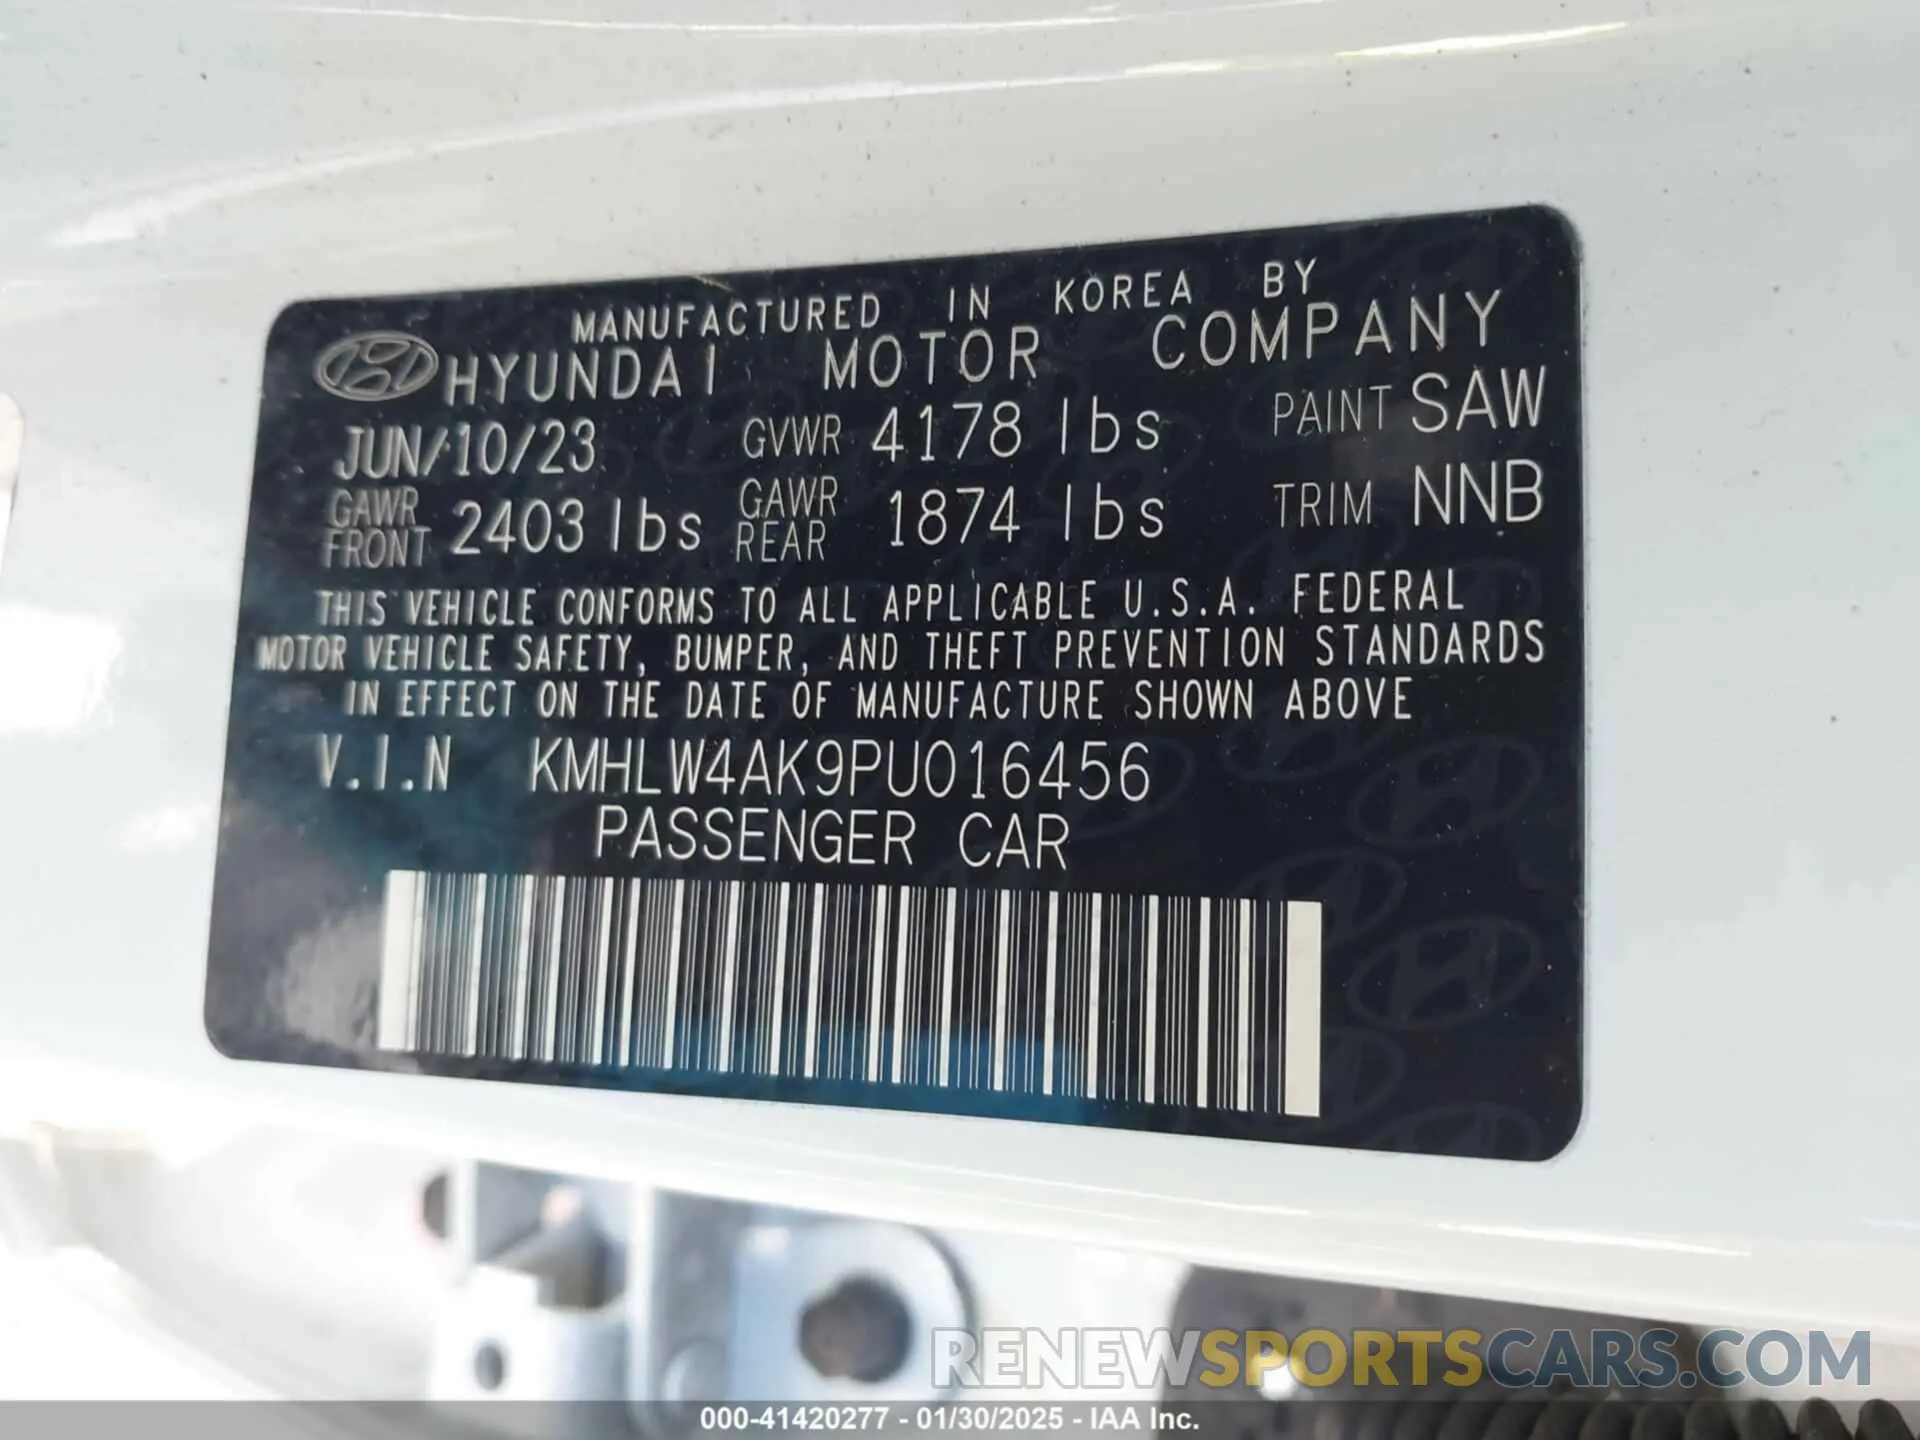 MANUFACTURED IN KOREA BY
HYUNDAI MOTOR COMPANY
JUN/10/23 GVWR 4178 lbs PAINT SAW
GAWR FRONT 2403 lbs GAWR REAR 1874 lbs TRIM NNB
THIS VEHICLE CONFORMS TO ALL APPLICABLE U.S.A. FEDERAL
MOTOR VEHICLE SAFETY, BUMPER, AND THEFT PREVENTION STANDARDS
IN EFFECT ON THE DATE OF MANUFACTURE SHOWN ABOVE
V.I.N KMHLW4AK9PU016456
PASSENGER CAR
RENEWSPORTSCARS.COM
000-41420277 - 01/30/2025 - IAA Inc.